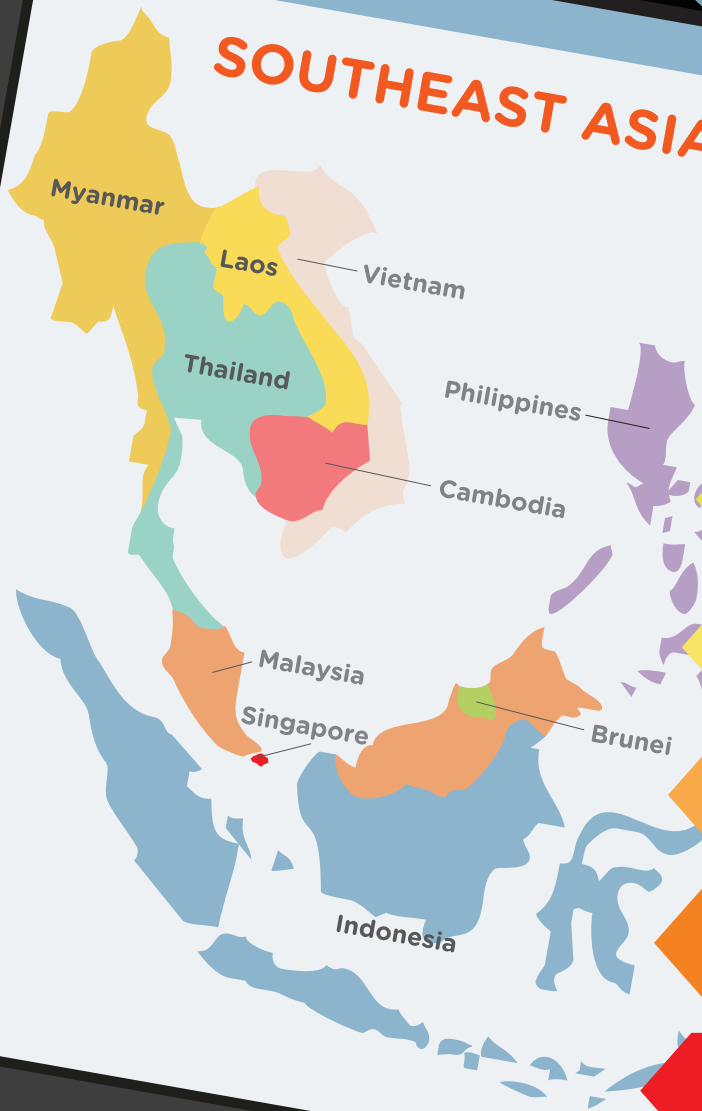 SOUTHEAST ASIA
Myanmar
Laos
Vietnam
Thailand
Philippines
Cambodia
Malaysia
Singapore
Brunei
Indonesia